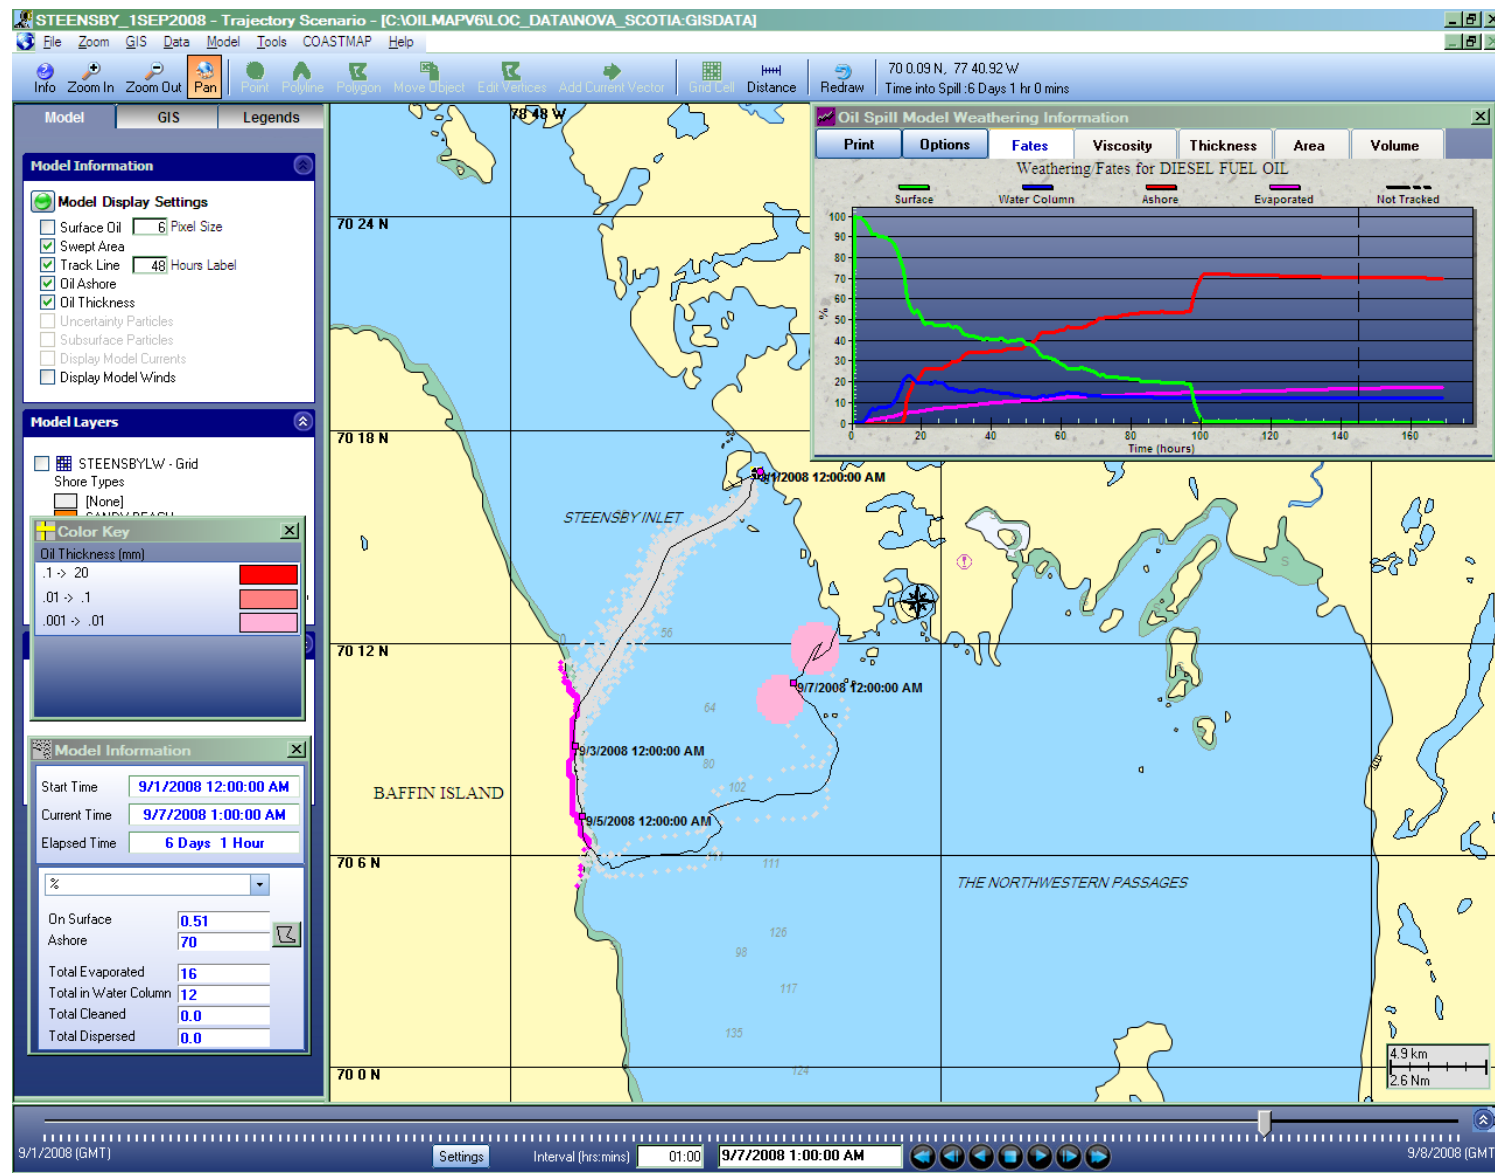 STEENSBY_1SEP2008 - Trajectory Scenario - [C:\OILMAPV6\LOC_DATA\NOVA_SCOTIA:GISDATA]
File Zoom GIS Data Model Tools COASTMAP Help
Info Zoom In Zoom Out Pan Point Polyline Polygon Move Object Edit Vertices Add Current Vector Grid Cell Distance Redraw
70 0.09 N, 77 40.92 W
Time into Spill :6 Days 1 hr 0 mins
Model GIS Legends
Model Information
Model Display Settings
Surface Oil 6 Pixel Size
Swept Area
Track Line 48 Hours Label
Oil Ashore
Oil Thickness
Uncertainty Particles
Subsurface Particles
Display Model Currents
Display Model Winds
Model Layers
STEENSBYLW - Grid
Shore Types
[None]
Color Key
Oil Thickness (mm)
.1 -> 20
.01 -> .1
.001 -> .01
Model Information
Start Time 9/1/2008 12:00:00 AM
Current Time 9/7/2008 1:00:00 AM
Elapsed Time 6 Days 1 Hour
%
On Surface 0.51
Ashore 70
Total Evaporated 16
Total in Water Column 12
Total Cleaned 0.0
Total Dispersed 0.0
78 48 W
70 24 N
70 18 N
70 12 N
70 6 N
70 0 N
STEENSBY INLET
9/1/2008 12:00:00 AM
56
9/7/2008 12:00:00 AM
64
9/3/2008 12:00:00 AM
80
102
BAFFIN ISLAND
9/5/2008 12:00:00 AM
111
111
THE NORTHWESTERN PASSAGES
126
98
117
135
124
4.9 km
2.6 Nm
Oil Spill Model Weathering Information
Print Options Fates Viscosity Thickness Area Volume
Weathering/Fates for DIESEL FUEL OIL
Surface Water Column Ashore Evaporated Not Tracked
100
90
80
70
60
50
40
30
20
10
0
%
0 20 40 60 80 100 120 140 160
Time (hours)
9/1/2008 (GMT)
Settings Interval (hrs:mins) 01:00 9/7/2008 1:00:00 AM
9/8/2008 (GMT